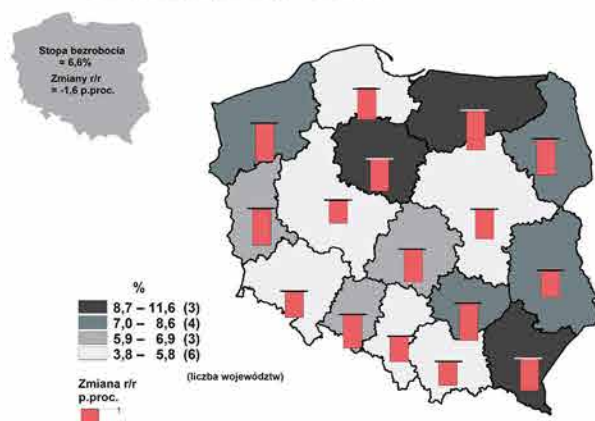 Stopa bezrobocia
= 6,6%
Zmiany r/r
= -1,6 p.proc.
%
8,7 – 11,6 (3)
7,0 – 8,6 (4)
5,9 – 6,9 (3)
3,8 – 5,8 (6)
(liczba województw)
Zmiana r/r
p.proc.
1